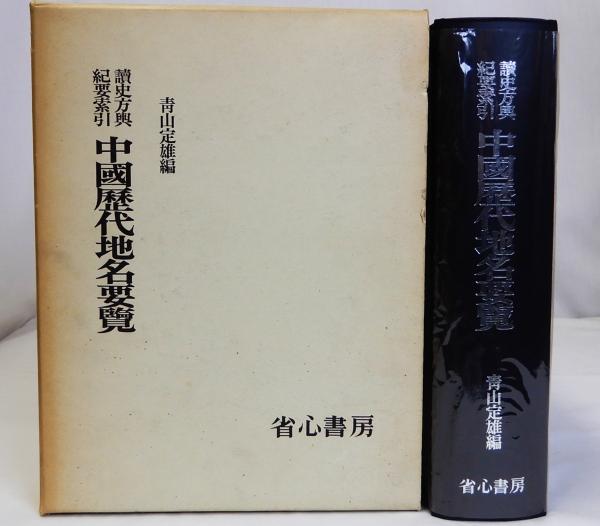 讀史方輿
紀要索引
中國歷代地名要覽
靑山定雄編
省心書房
讀史方輿
紀要索引
中國歷代地名要覽
靑山定雄編
省心書房